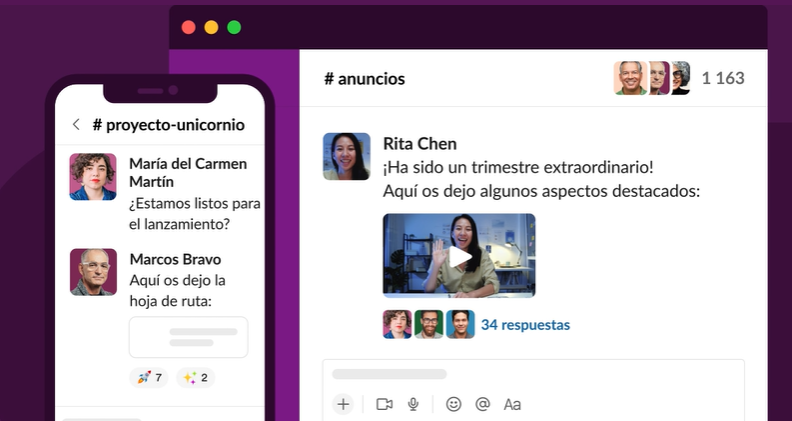 # proyecto-unicornio
María del Carmen
Martín
¿Estamos listos para
el lanzamiento?
Marcos Bravo
Aquí os dejo la
hoja de ruta:
7
2
# anuncios
1 163
Rita Chen
¡Ha sido un trimestre extraordinario!
Aquí os dejo algunos aspectos destacados:
34 respuestas
@
Aa